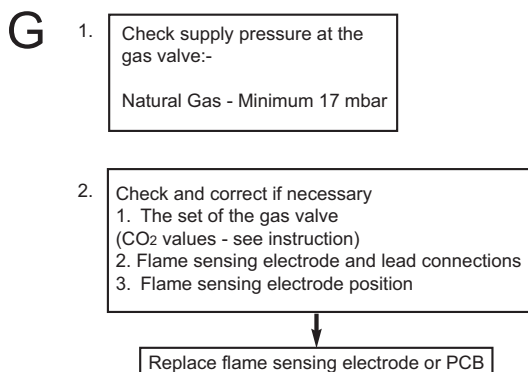 G
1.
Check supply pressure at the
gas valve:-
Natural Gas - Minimum 17 mbar
2.
Check and correct if necessary
1. The set of the gas valve
(CO2 values - see instruction)
2. Flame sensing electrode and lead connections
3. Flame sensing electrode position
Replace flame sensing electrode or PCB